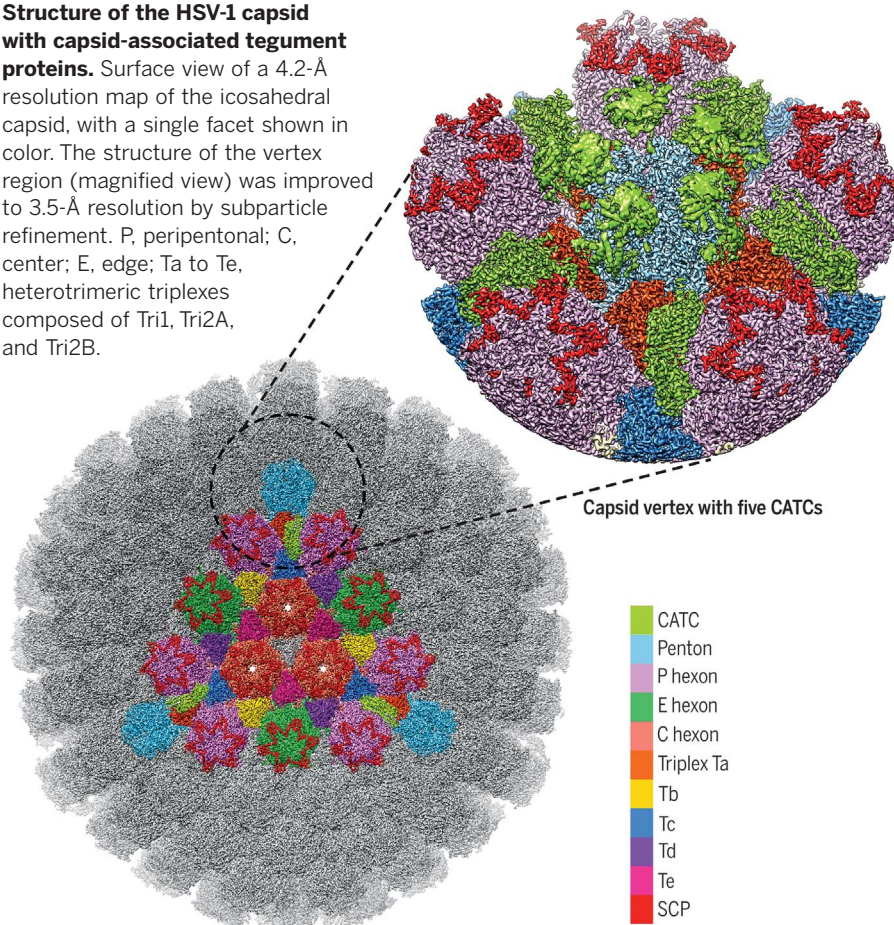 Structure of the HSV-1 capsid
with capsid-associated tegument
proteins. Surface view of a 4.2-Å
resolution map of the icosahedral
capsid, with a single facet shown in
color. The structure of the vertex
region (magnified view) was improved
to 3.5-Å resolution by subparticle
refinement. P, peripentonal; C,
center; E, edge; Ta to Te,
heterotrimeric triplexes
composed of Tri1, Tri2A,
and Tri2B.
Capsid vertex with five CATCs
CATC
Penton
P hexon
E hexon
C hexon
Triplex Ta
Tb
Tc
Td
Te
SCP